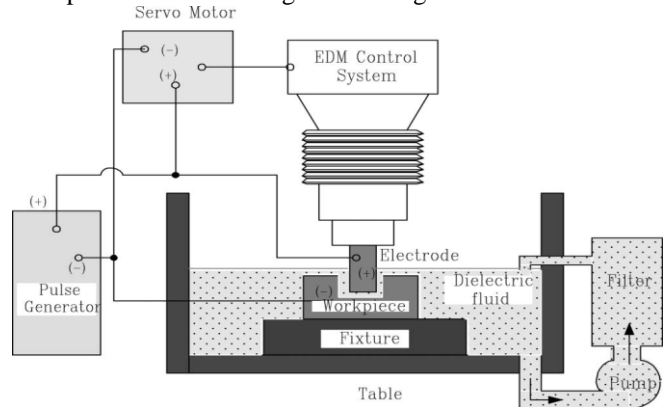 Servo Motor
(-)
(+)
EDM Control
System
(+)
(-)
Pulse
Generator
Electrode
(+)
(-)
Workpiece
Dielectric
fluid
Filter
Fixture
Pump
Table